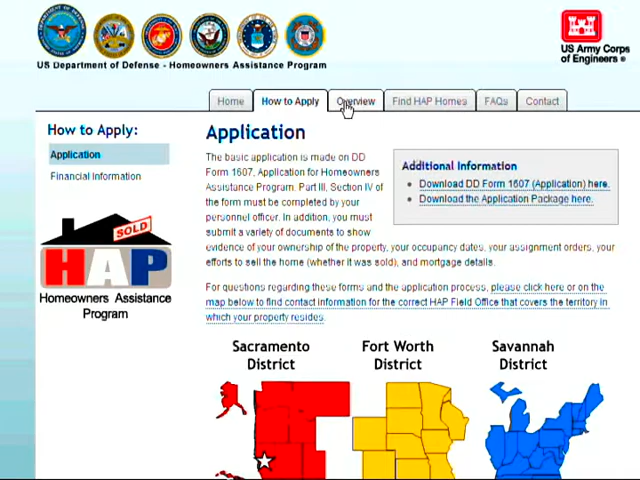 US Department of Defense - Homeowners Assistance Program
US Army Corps
of Engineers ®
Home
How to Apply
Overview
Find HAP Homes
FAQs
Contact
How to Apply:
Application
Financial Information
SOLD
HAP
Homeowners Assistance
Program
Application
The basic application is made on DD
Form 1607, Application for Homeowners
Assistance Program. Part III, Section IV of
the form must be completed by your
personnel officer. In addition, you must
submit a variety of documents to show
evidence of your ownership of the property, your occupancy dates, your assignment orders, your
efforts to sell the home (whether it was sold), and mortgage details.
Additional Information
Download DD Form 1607 (Application) here.
Download the Application Package here.
For questions regarding these forms and the application process, please click here or on the
map below to find contact information for the correct HAP Field Office that covers the territory in
which your property resides.
Sacramento
District
Fort Worth
District
Savannah
District